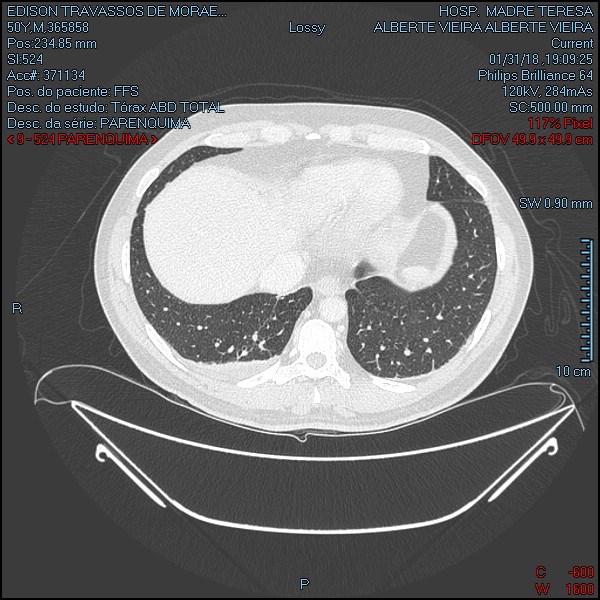 EDISON TRAVASSOS DE MORAE...
50Y,M,365858
Pos:234.85 mm
SI:524
Acc#: 371134
Pos. do paciente: FFS
Desc. do estudo: Tórax ABD TOTAL
Desc. da série: PARENQUIMA
< 9 - 524 PARENQUIMA >
Lossy
HOSP. MADRE TERESA
ALBERTE VIEIRA ALBERTE VIEIRA
Current
01/31/18 ,19:09:25
Philips Brilliance 64
120kV, 284mAs
SC:500.00 mm
117% Pixel
DFOV 49.9 x 49.9 cm
SW 0.90 mm
R
10 cm
P
C -600
W 1600